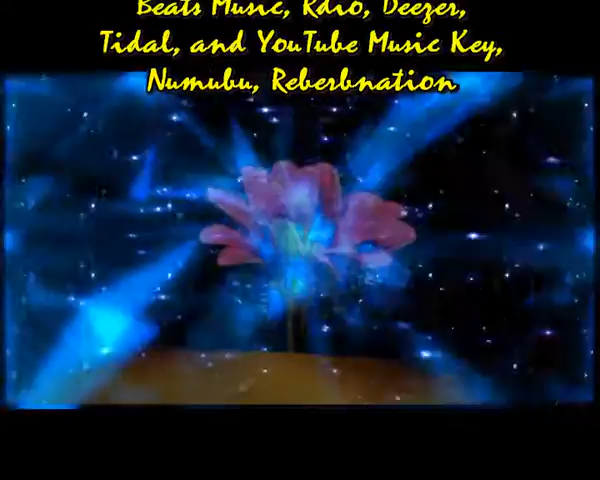 Beats Music, Rdio, Deezer,
Tidal, and YouTube Music Key,
Numubu, Reberbnation